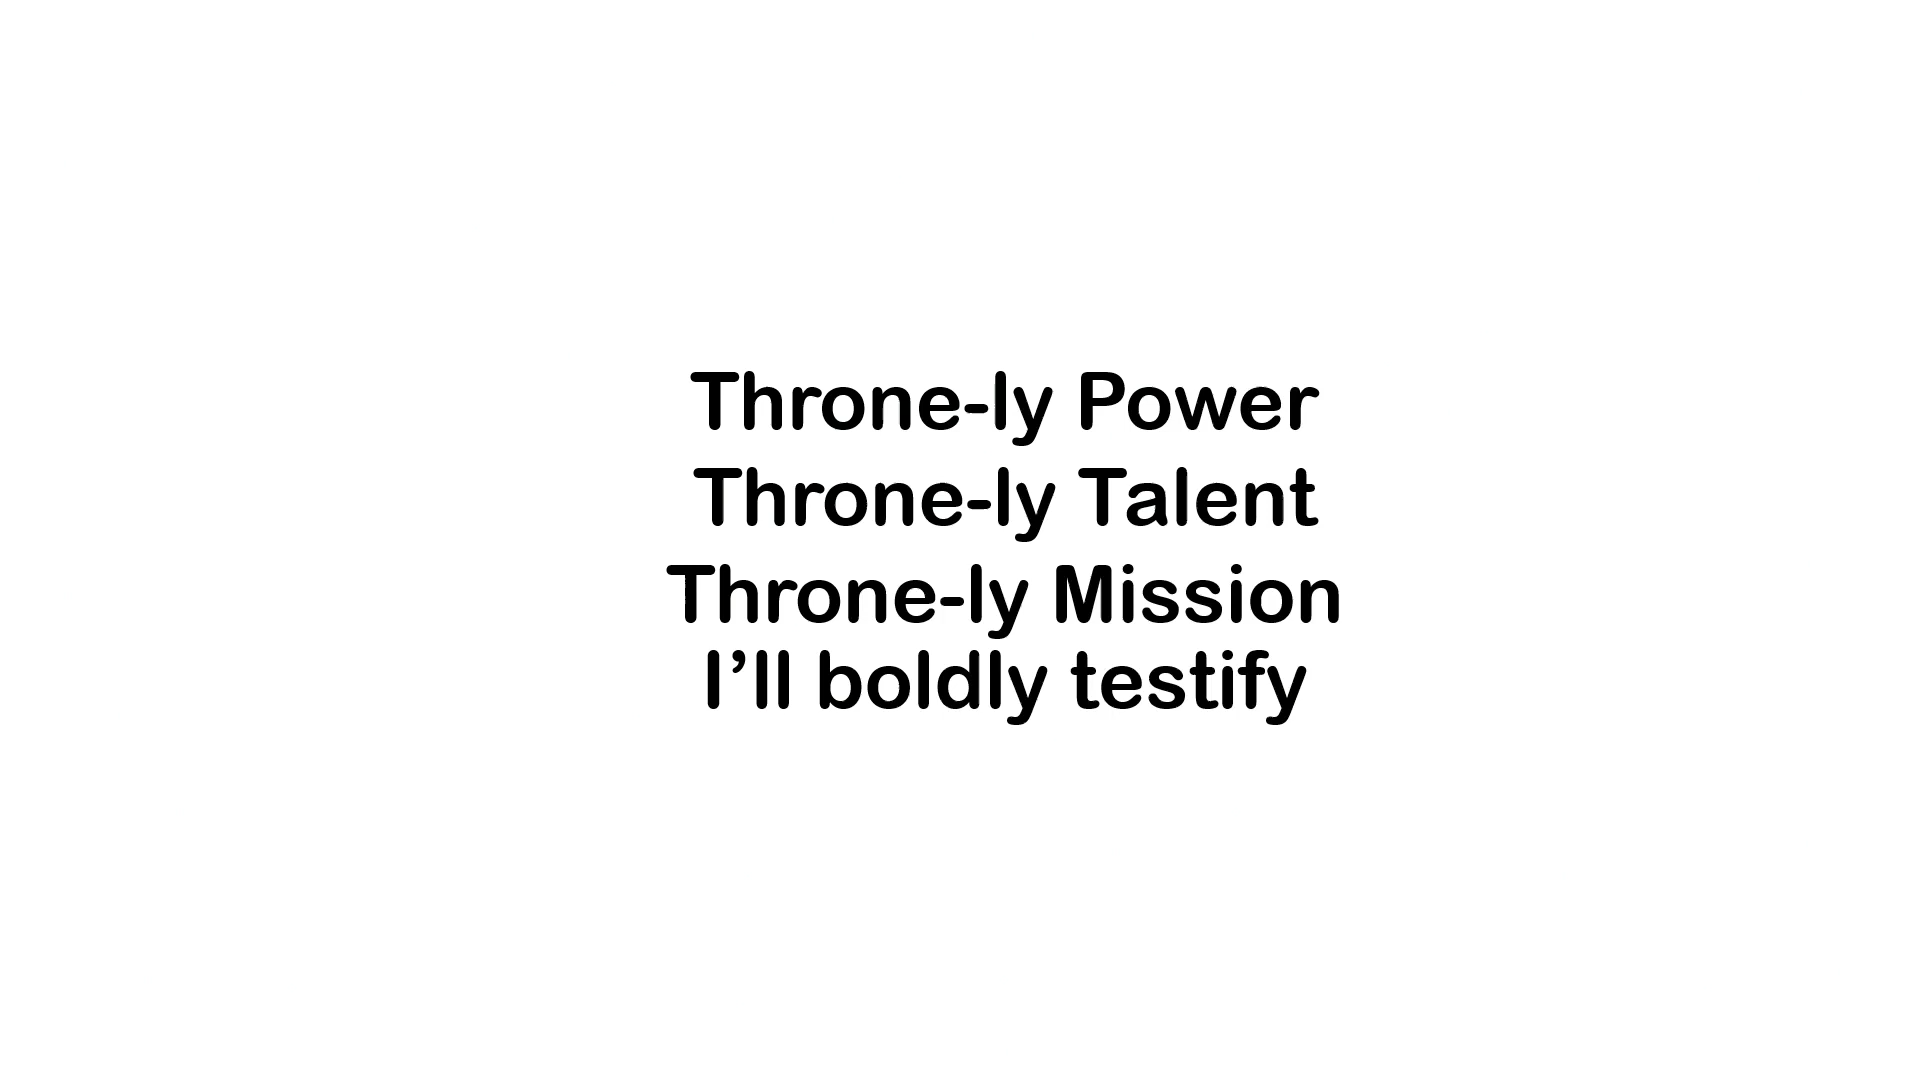 Throne-ly Power
Throne-ly Talent
Throne-ly Mission
I’ll boldly testify